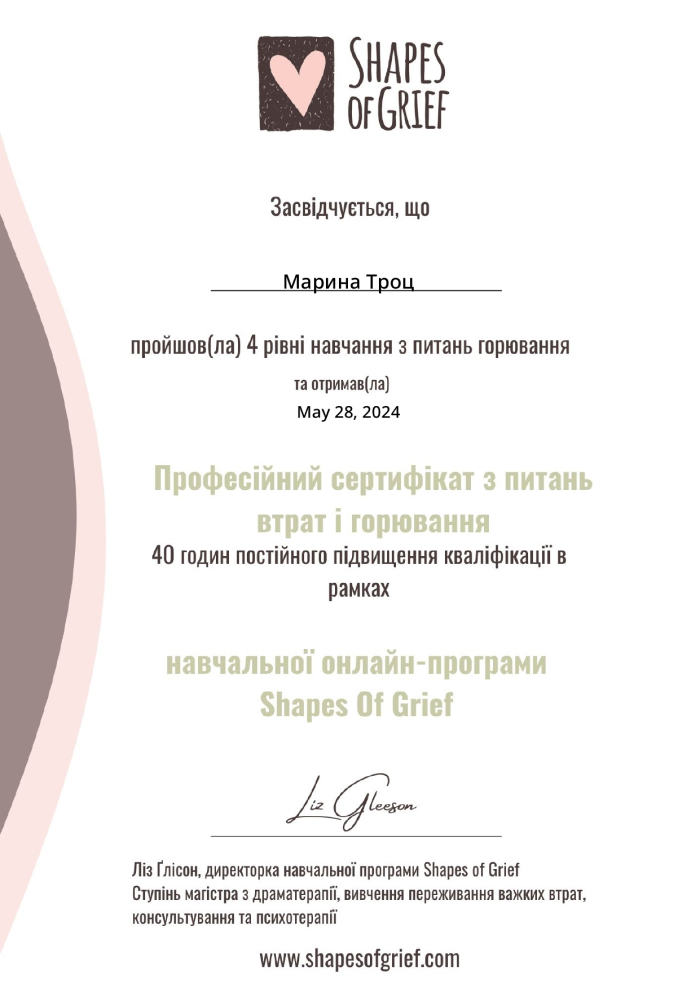 SHAPES
OF GRIEF
Засвідчується, що
Марина Троц
пройшов(ла) 4 рівні навчання з питань горювання
та отримав(ла)
May 28, 2024
Професійний сертифікат з питань
втрат і горювання
40 годин постійного підвищення кваліфікації в
рамках
навчальної онлайн-програми
Shapes Of Grief
Liz Gleeson
Ліз Ґлісон, директорка навчальної програми Shapes of Grief
Ступінь магістра з драматерапії, вивчення переживання важких втрат,
консультування та психотерапії
www.shapesofgrief.com